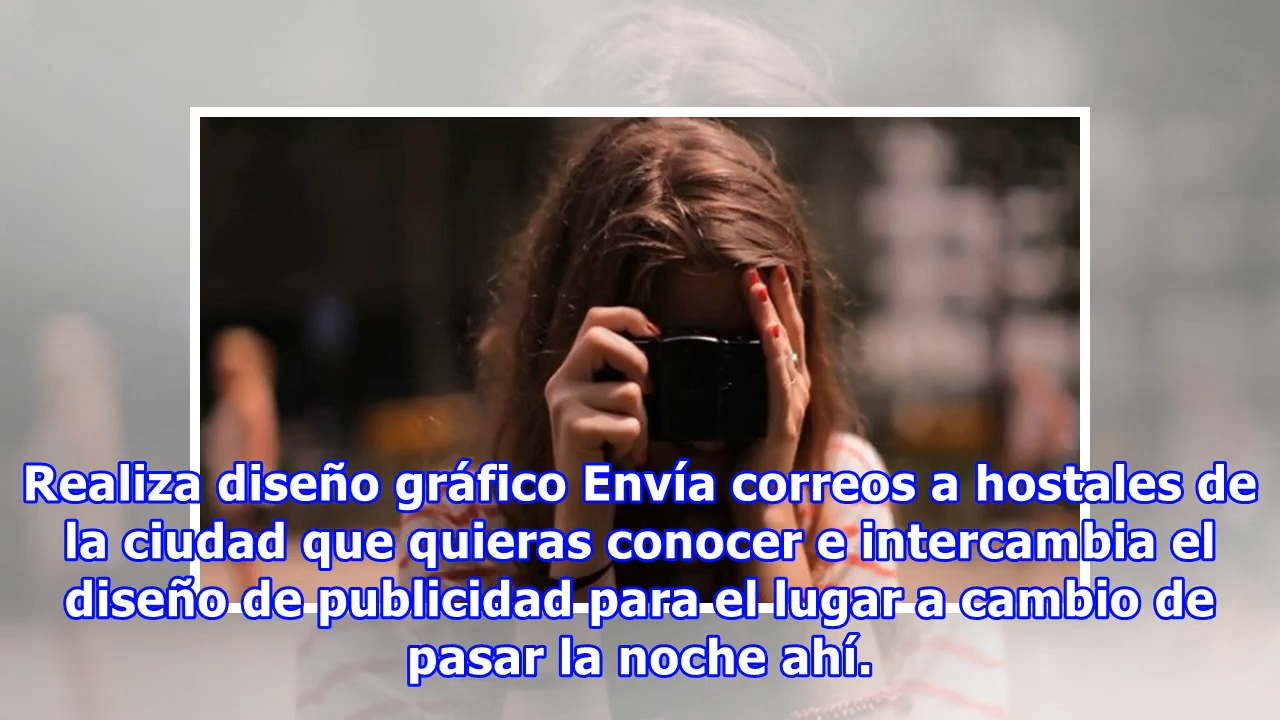 Realiza diseño gráfico Envía correos a hostales de
la ciudad que quieras conocer e intercambia el
diseño de publicidad para el lugar a cambio de
pasar la noche ahí.